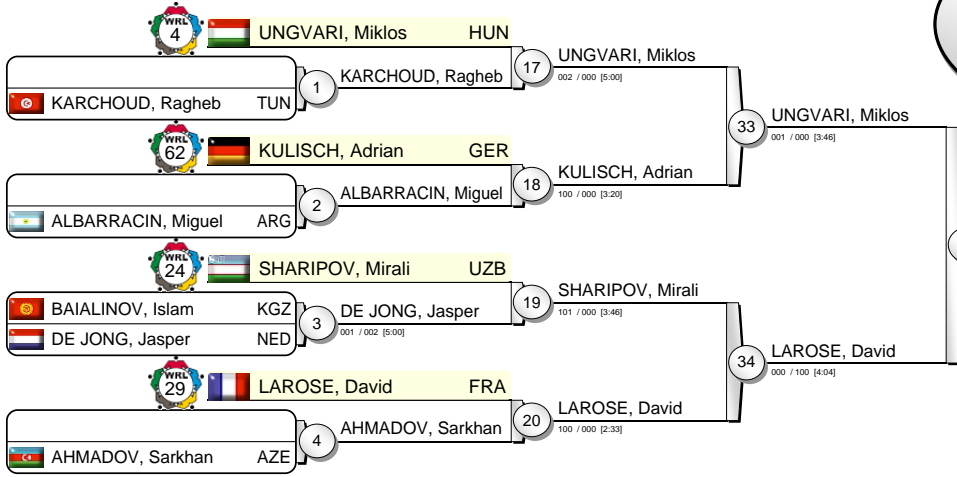 WRL
4
UNGVARI, Miklos HUN
17
UNGVARI, Miklos
002 / 000 [5:00]
1
KARCHOUD, Ragheb
KARCHOUD, Ragheb TUN
33
UNGVARI, Miklos
001 / 000 [3:46]
WRL
62
KULISCH, Adrian GER
18
KULISCH, Adrian
100 / 000 [3:20]
2
ALBARRACIN, Miguel
ALBARRACIN, Miguel ARG
WRL
24
SHARIPOV, Mirali UZB
19
SHARIPOV, Mirali
101 / 000 [3:46]
BAIALINOV, Islam KGZ
3
DE JONG, Jasper
001 / 002 [5:00]
DE JONG, Jasper NED
34
LAROSE, David
000 / 100 [4:04]
WRL
29
LAROSE, David FRA
20
LAROSE, David
100 / 000 [2:33]
4
AHMADOV, Sarkhan
AHMADOV, Sarkhan AZE